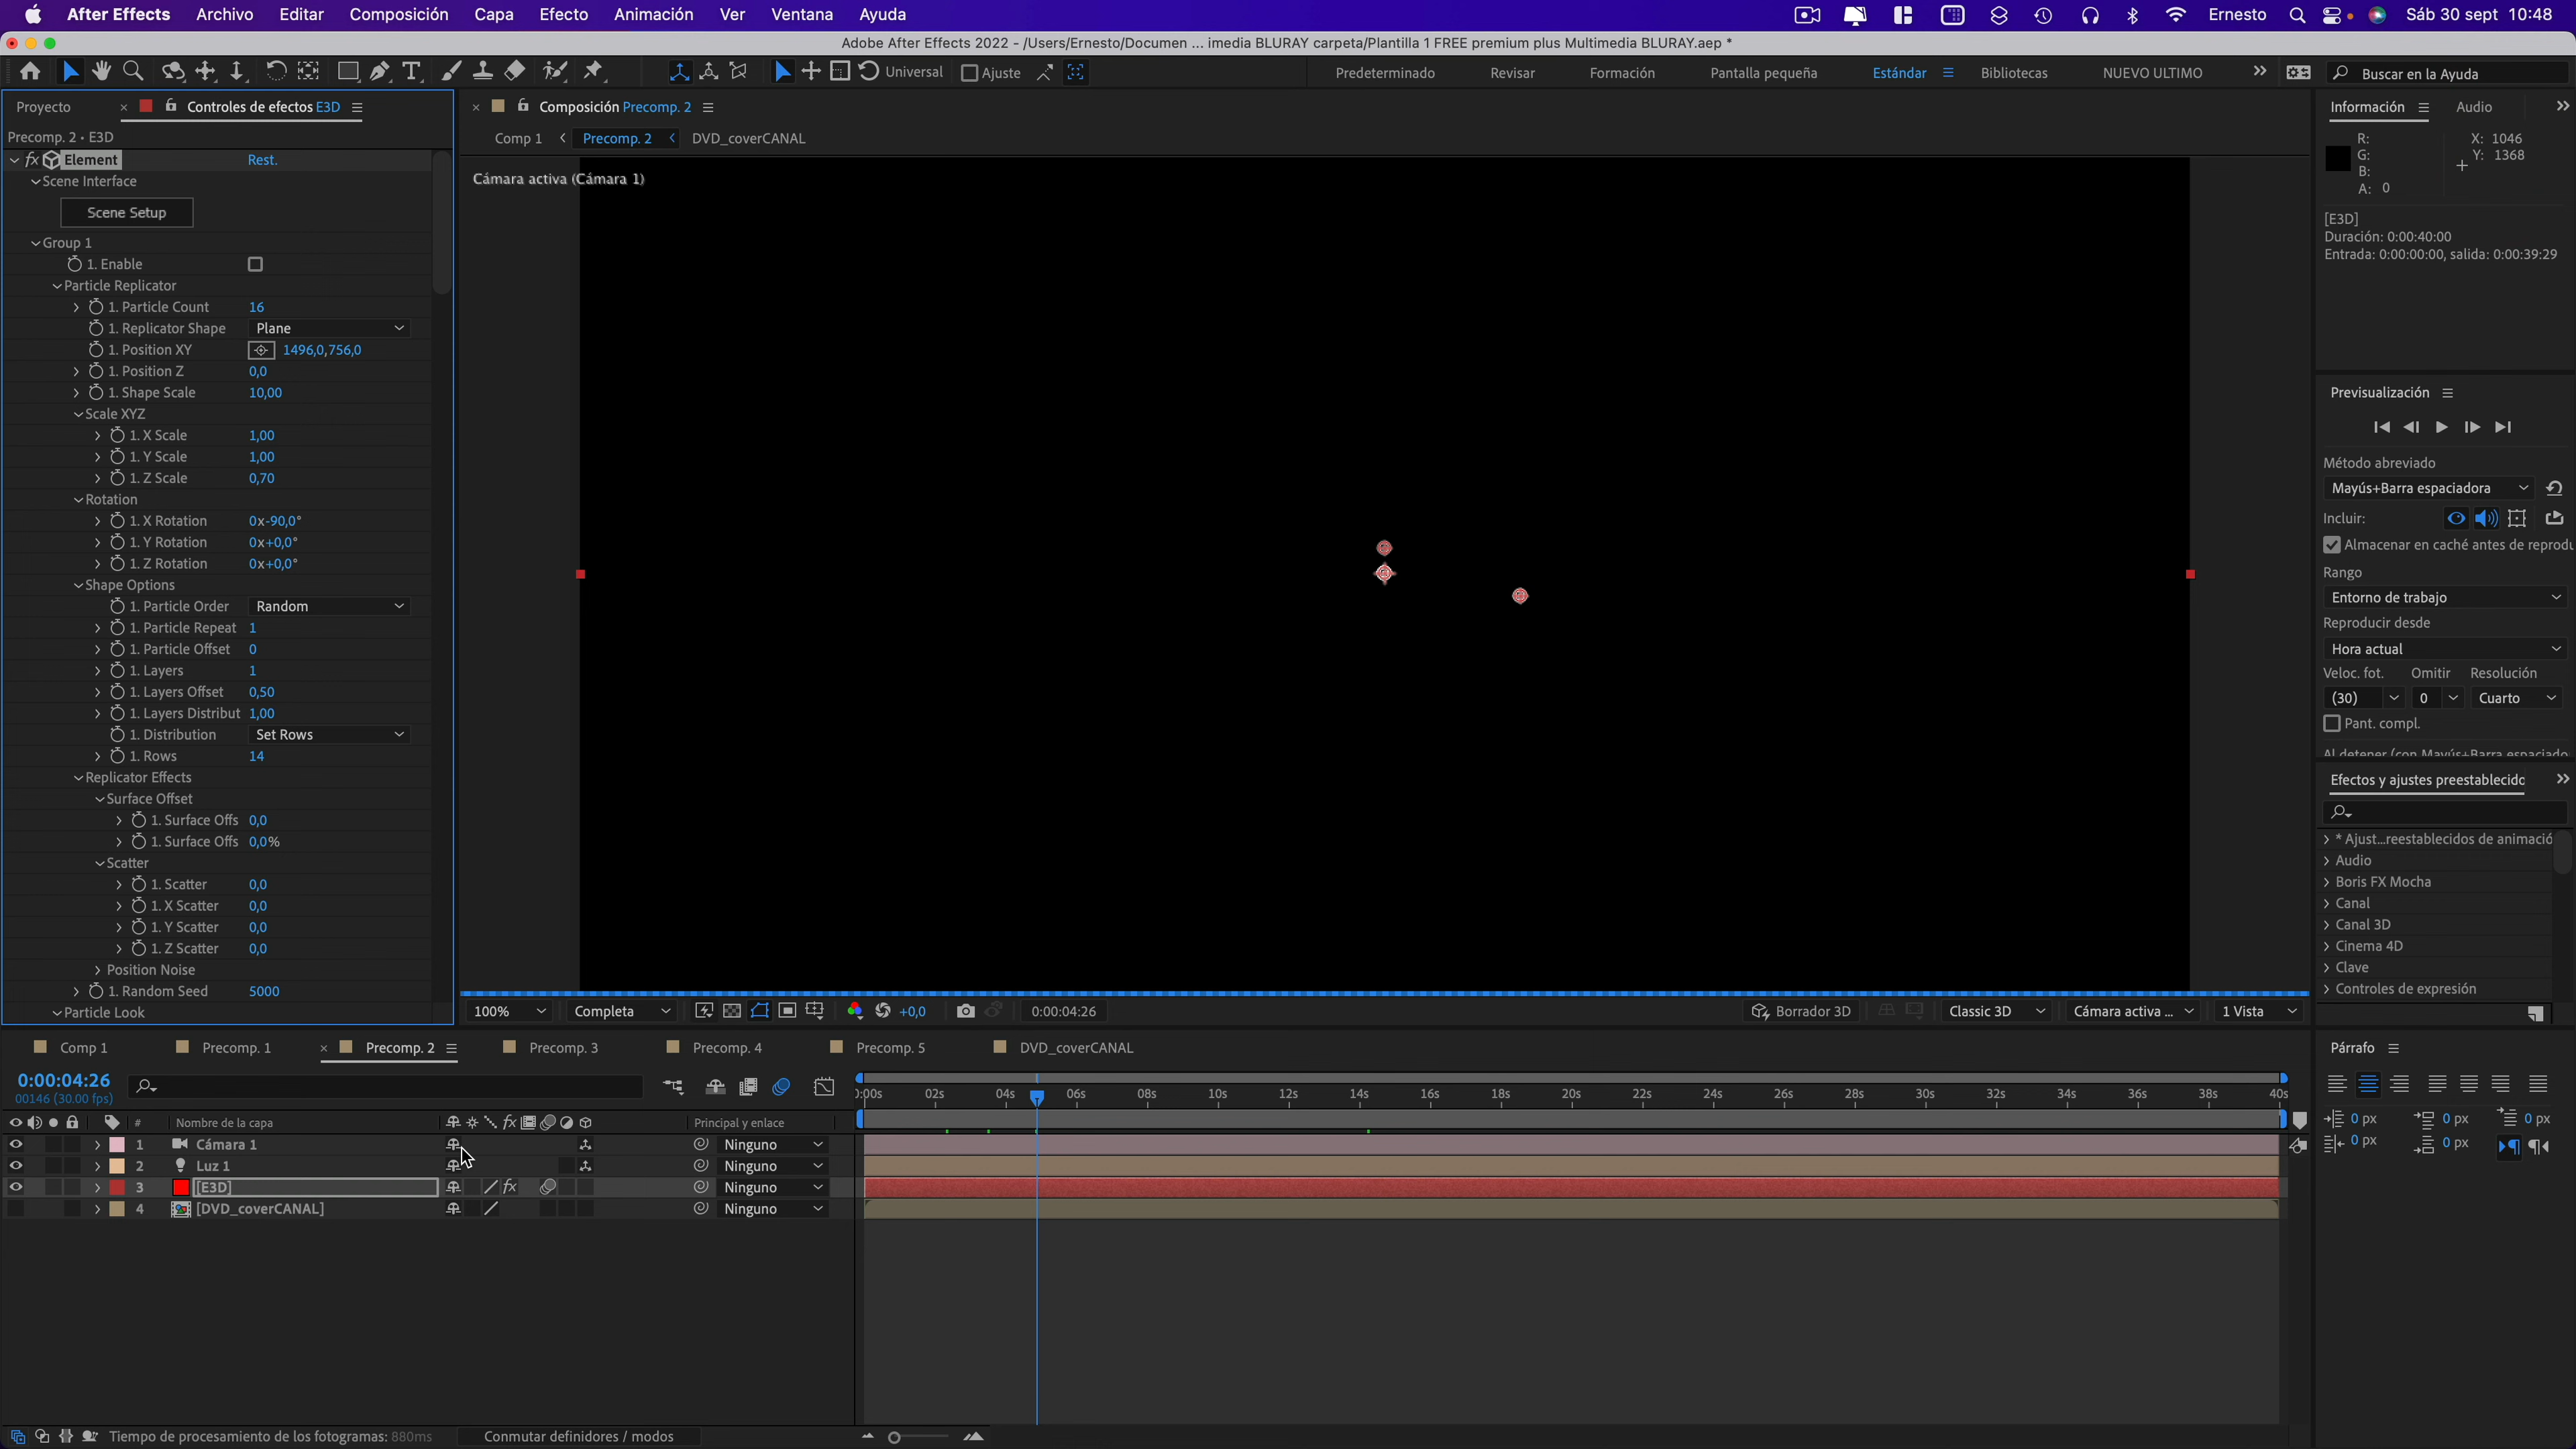 After Effects Archivo Editar Composición Capa Efecto Animación Ver Ventana Ayuda Ernesto Sáb 30 sept 10:48
Adobe After Effects 2022 - /Users/Ernesto/Documen ... imedia BLURAY carpeta/Plantilla 1 FREE premium plus Multimedia BLURAY.aep *
Universal Ajuste Predeterminado Revisar Formación Pantalla pequeña Estándar Bibliotecas NUEVO ULTIMO Buscar en la Ayuda
Proyecto Controles de efectos E3D
Precomp. 2 • E3D
fx Element Rest.
Scene Interface
Scene Setup
Group 1
1. Enable
Particle Replicator
1. Particle Count 16
1. Replicator Shape Plane
1. Position XY 1496,0,756,0
1. Position Z 0,0
1. Shape Scale 10,00
Scale XYZ
1. X Scale 1,00
1. Y Scale 1,00
1. Z Scale 0,70
Rotation
1. X Rotation 0x-90,0°
1. Y Rotation 0x+0,0°
1. Z Rotation 0x+0,0°
Shape Options
1. Particle Order Random
1. Particle Repeat 1
1. Particle Offset 0
1. Layers 1
1. Layers Offset 0,50
1. Layers Distribut 1,00
1. Distribution Set Rows
1. Rows 14
Replicator Effects
Surface Offset
1. Surface Offs 0,0
1. Surface Offs 0,0%
Scatter
1. Scatter 0,0
1. X Scatter 0,0
1. Y Scatter 0,0
1. Z Scatter 0,0
Position Noise
1. Random Seed 5000
Particle Look
Composición Precomp. 2
Comp 1 Precomp. 2 DVD_coverCANAL
Cámara activa (Cámara 1)
100% Completa +0,0 0:00:04:26 Borrador 3D Classic 3D Cámara activa ... 1 Vista
Información Audio
R: X: 1046
G: Y: 1368
B:
A: 0
[E3D]
Duración: 0:00:40:00
Entrada: 0:00:00:00, salida: 0:00:39:29
Previsualización
Método abreviado
Mayús+Barra espaciadora
Incluir:
Almacenar en caché antes de reprodu
Rango
Entorno de trabajo
Reproducir desde
Hora actual
Veloc. fot. Omitir Resolución
(30) 0 Cuarto
Pant. compl.
Al detener (con Mayús+Barra espaciado
Efectos y ajustes preestablecidc
* Ajust...reestablecidos de animació
Audio
Boris FX Mocha
Canal
Canal 3D
Cinema 4D
Clave
Controles de expresión
Comp 1 Precomp. 1 Precomp. 2 Precomp. 3 Precomp. 4 Precomp. 5 DVD_coverCANAL
0:00:04:26
00146 (30.00 fps)
):00s 02s 04s 06s 08s 10s 12s 14s 16s 18s 20s 22s 24s 26s 28s 30s 32s 34s 36s 38s 40s
# Nombre de la capa fx Principal y enlace
1 Cámara 1 Ninguno
2 Luz 1 Ninguno
3 [E3D] fx Ninguno
4 [DVD_coverCANAL] Ninguno
Párrafo
0 px 0 px 0 px
0 px 0 px
Tiempo de procesamiento de los fotogramas: 880ms Conmutar definidores / modos